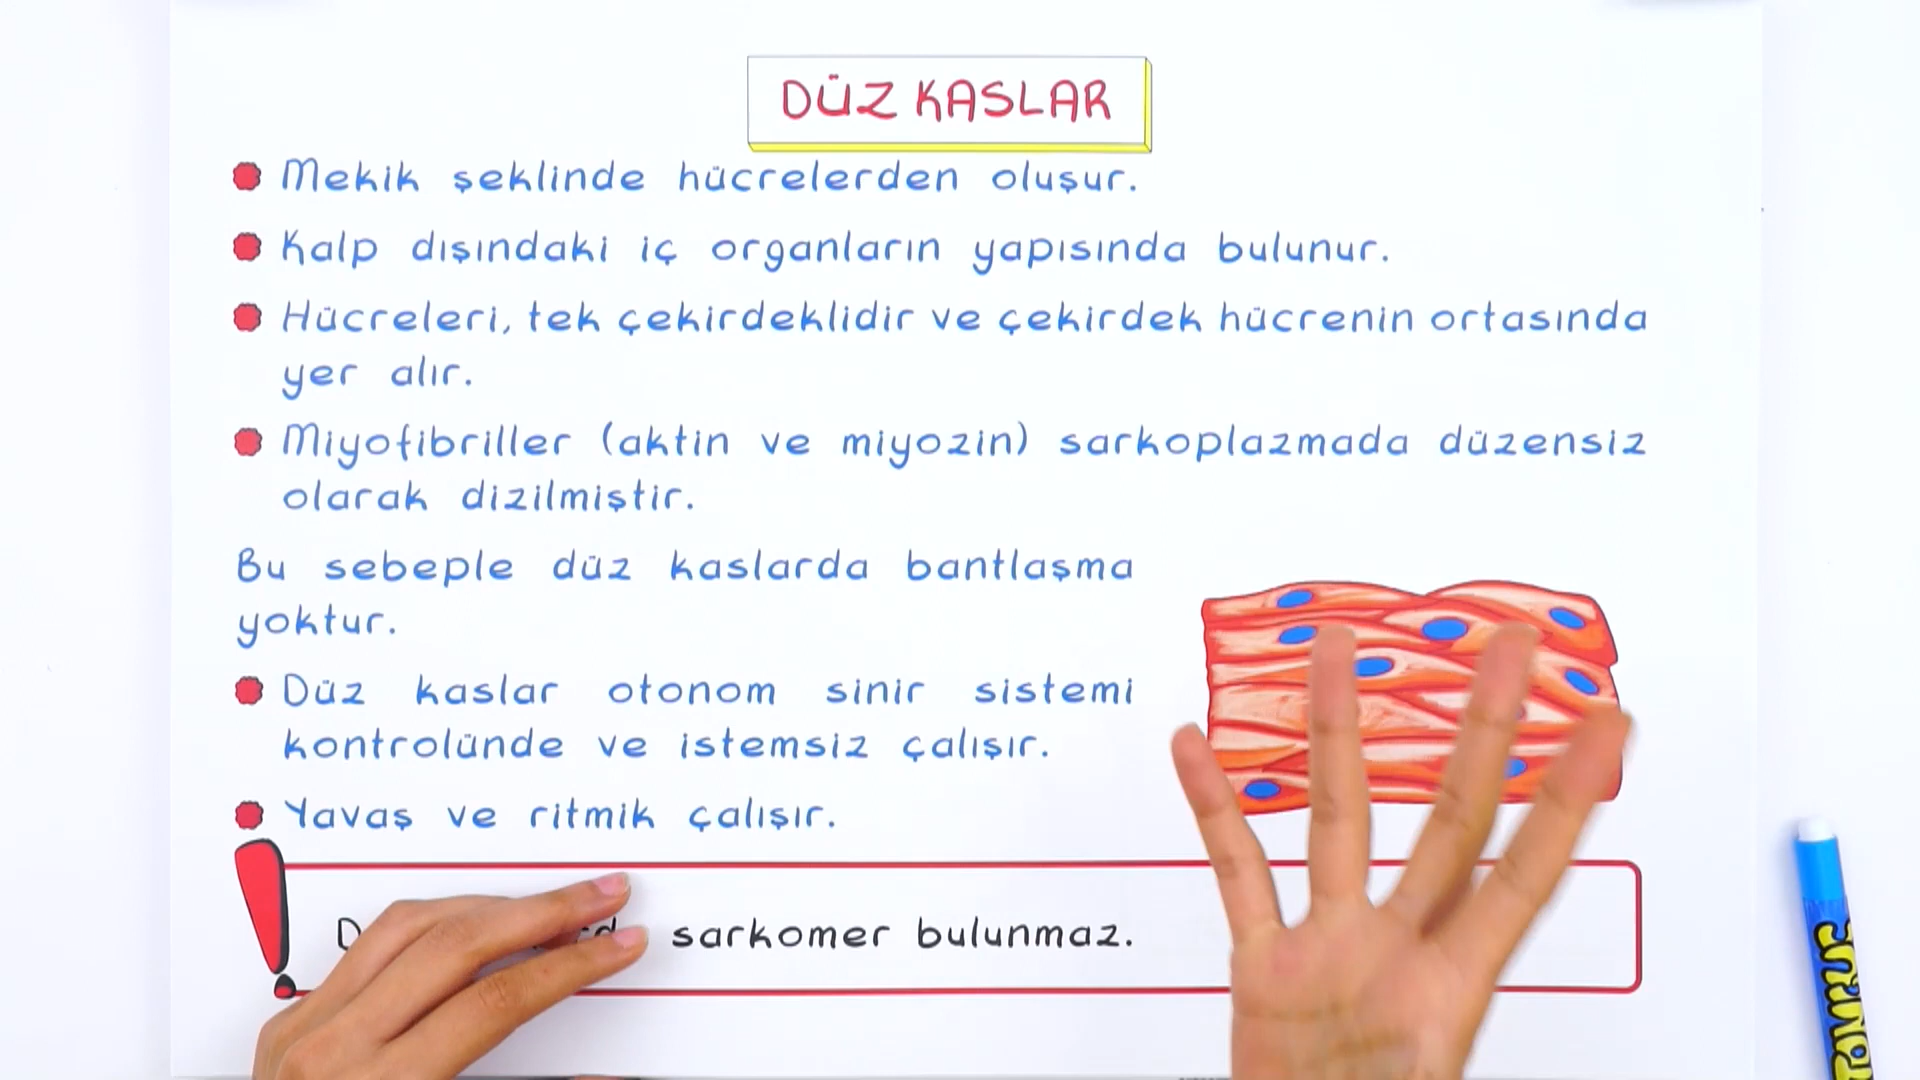 DÜZ KASLAR
Mekik şeklinde hücrelerden oluşur.
Kalp dışındaki iç organların yapısında bulunur.
Hücreleri, tek çekirdeklidir ve çekirdek hücrenin ortasında
yer alır.
Miyofibriller (aktin ve miyozin) sarkoplazmada düzensiz
olarak dizilmiştir.
Bu sebeple düz kaslarda bantlaşma
yoktur.
Düz kaslar otonom sinir sistemi
kontrolünde ve istemsiz çalışır.
Yavaş ve ritmik çalışır.
sarkomer bulunmaz.